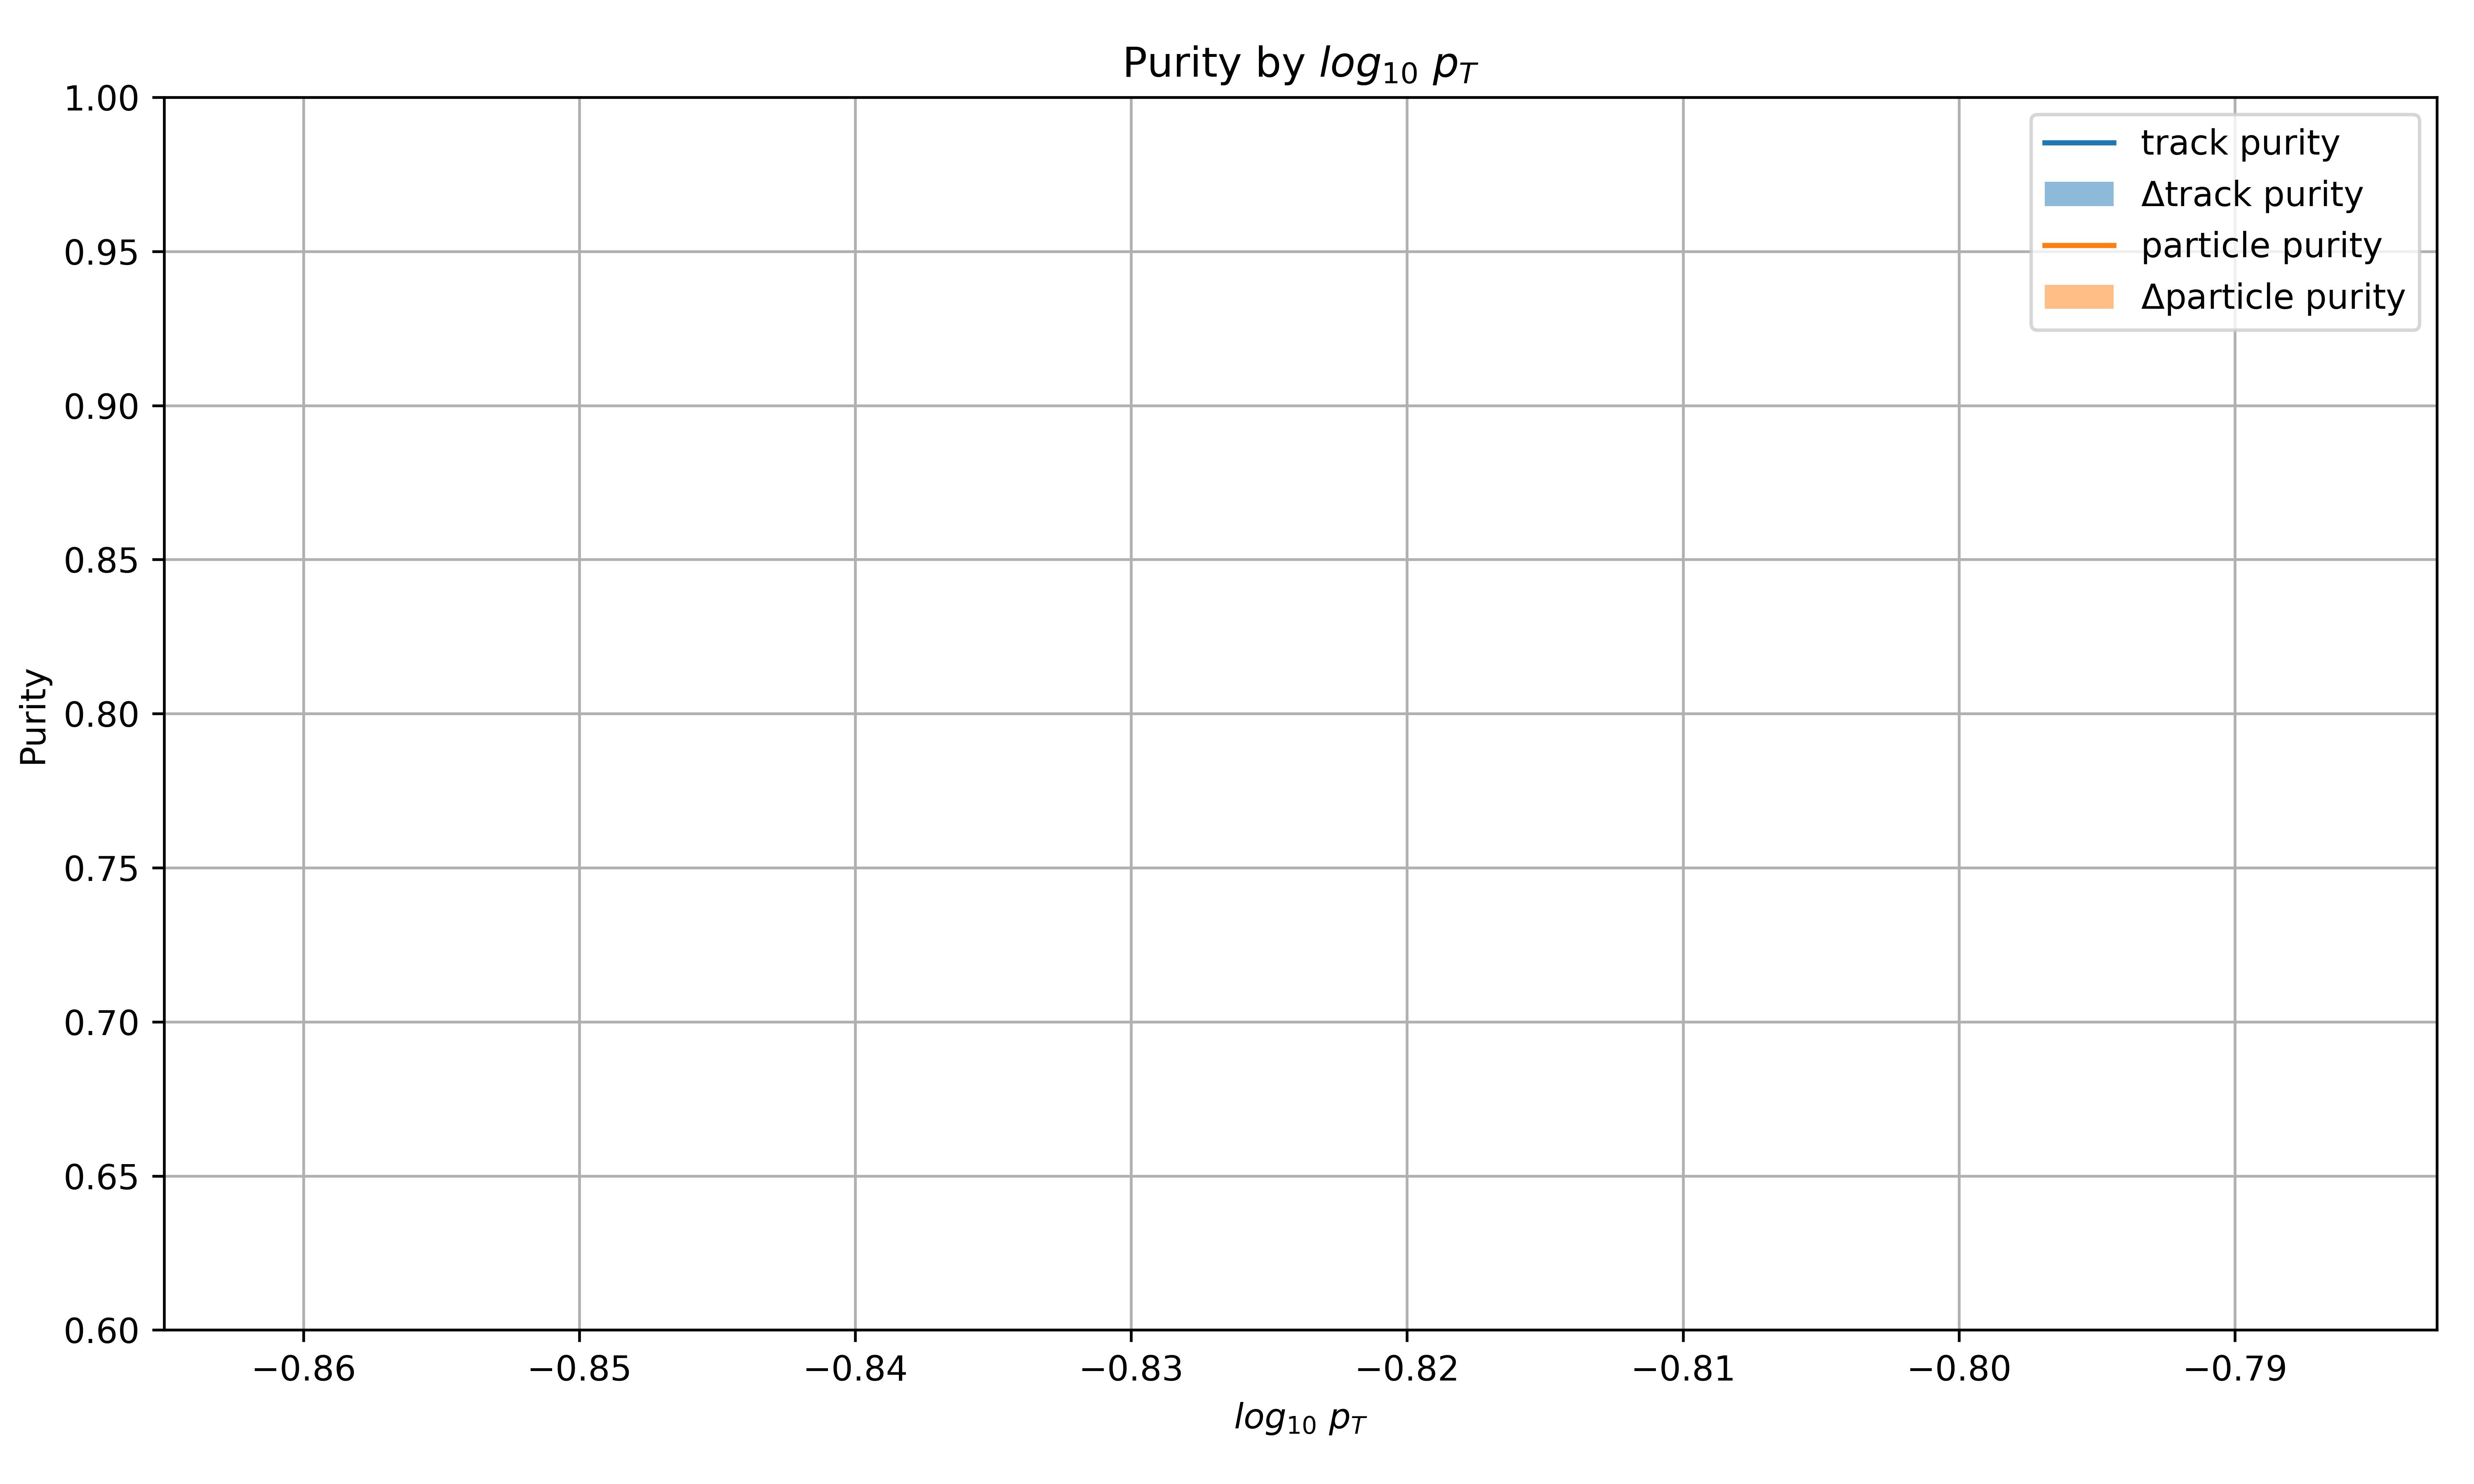 Purity by log₁₀ p_T
1.00
0.95
0.90
0.85
0.80
0.75
0.70
0.65
0.60
Purity
track purity
Δtrack purity
particle purity
Δparticle purity
−0.86 −0.85 −0.84 −0.83 −0.82 −0.81 −0.80 −0.79
log₁₀ p_T